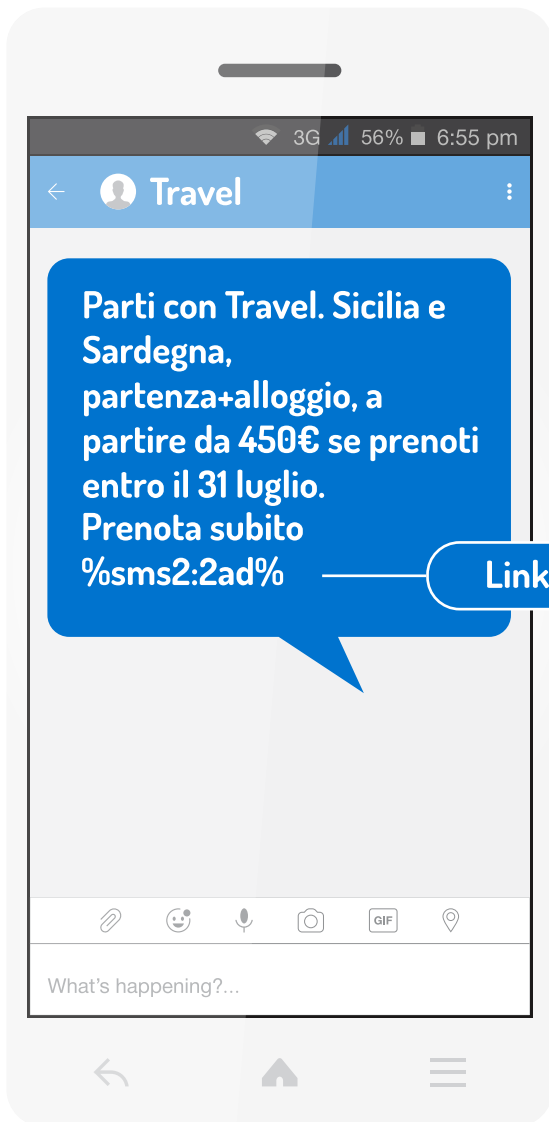 3G 56% 6:55 pm
Travel
Parti con Travel. Sicilia e
Sardegna,
partenza+alloggio, a
partire da 450€ se prenoti
entro il 31 luglio.
Prenota subito
%sms2:2ad%
Link
GIF
What's happening?...